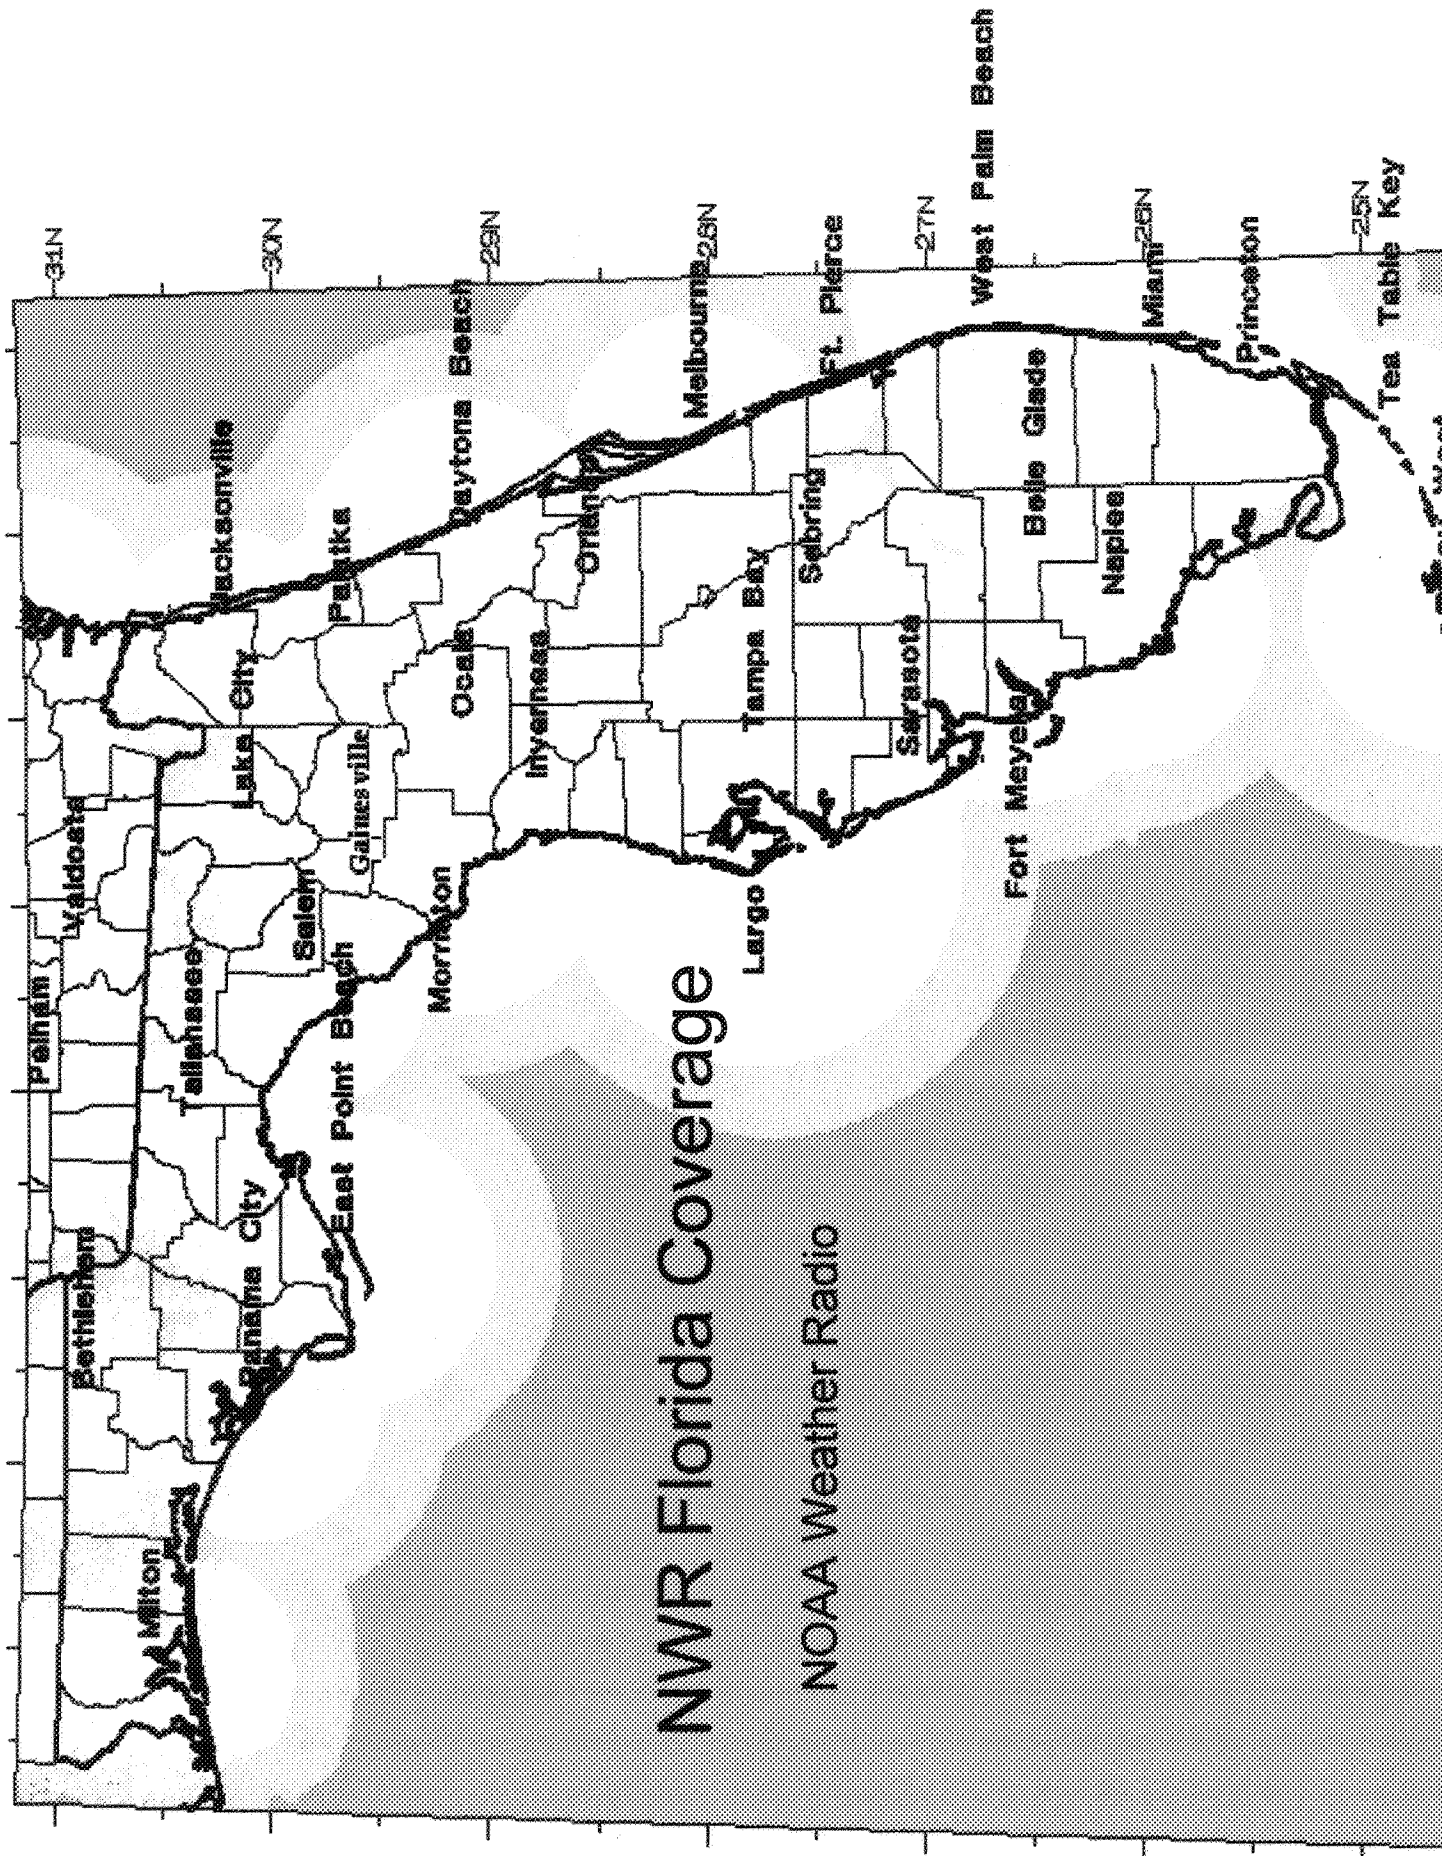 31N
30N
29N
28N
27N
26N
25N
Pelham
Valdosta
Bethlehem
Milton
Tallahasee
Jacksonville
Lake City
Panama City
Salem
Palatka
Gainesville
East Point Beach
Morriston
Ocala
Daytona Beach
Inverness
Orlando
Melbourne
Tampa Bay
Largo
Sebring
Ft. Pierce
Sarasota
West Palm Beach
Belle Glade
Fort Meyers
Naples
Miami
Princeton
Tea Table Key
NWR Florida Coverage
NOAA Weather Radio